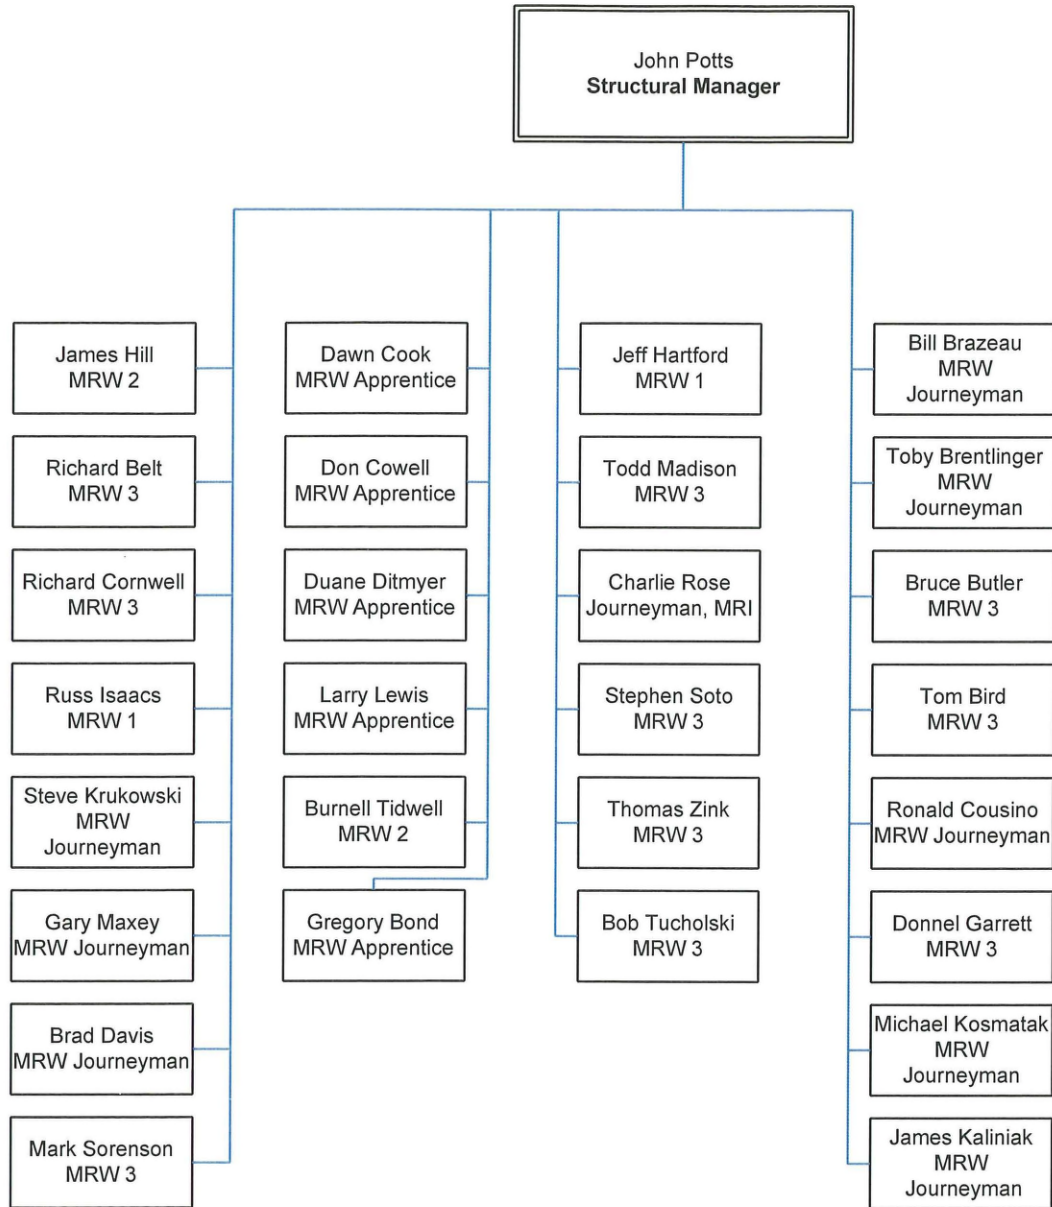 John Potts
Structural Manager
James Hill
MRW 2
Richard Belt
MRW 3
Richard Cornwell
MRW 3
Russ Isaacs
MRW 1
Steve Krukowski
MRW
Journeyman
Gary Maxey
MRW Journeyman
Brad Davis
MRW Journeyman
Mark Sorenson
MRW 3
Dawn Cook
MRW Apprentice
Don Cowell
MRW Apprentice
Duane Ditmyer
MRW Apprentice
Larry Lewis
MRW Apprentice
Burnell Tidwell
MRW 2
Gregory Bond
MRW Apprentice
Jeff Hartford
MRW 1
Todd Madison
MRW 3
Charlie Rose
Journeyman, MRI
Stephen Soto
MRW 3
Thomas Zink
MRW 3
Bob Tucholski
MRW 3
Bill Brazeau
MRW
Journeyman
Toby Brentlinger
MRW
Journeyman
Bruce Butler
MRW 3
Tom Bird
MRW 3
Ronald Cousino
MRW Journeyman
Donnel Garrett
MRW 3
Michael Kosmatak
MRW
Journeyman
James Kaliniak
MRW
Journeyman